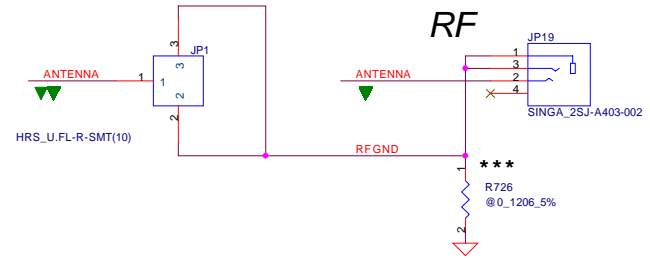 RF
3
JP1
JP19
ANTENNA
1
3
1
2
ANTENNA
1
3
2
4
2
SINGA_2SJ-A403-002
HRS_U.FL-R-SMT(10)
RFGND
***
1
R726
@0_1206_5%
2